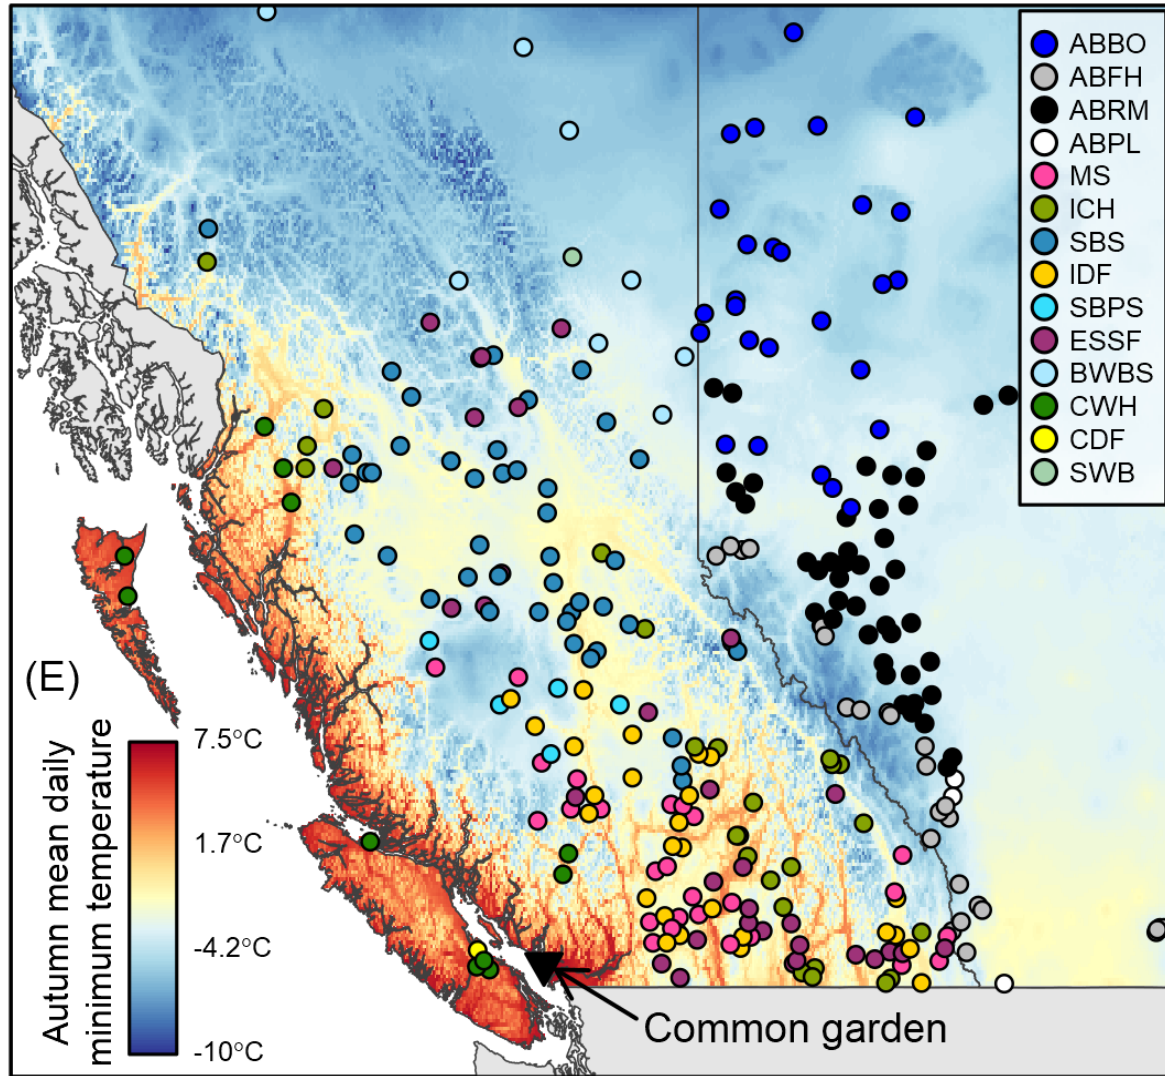 ABBO
ABFH
ABRM
ABPL
MS
ICH
SBS
IDF
SBPS
ESSF
BWBS
CWH
CDF
SWB
(E)
Autumn mean daily
minimum temperature
7.5°C
1.7°C
-4.2°C
-10°C
Common garden